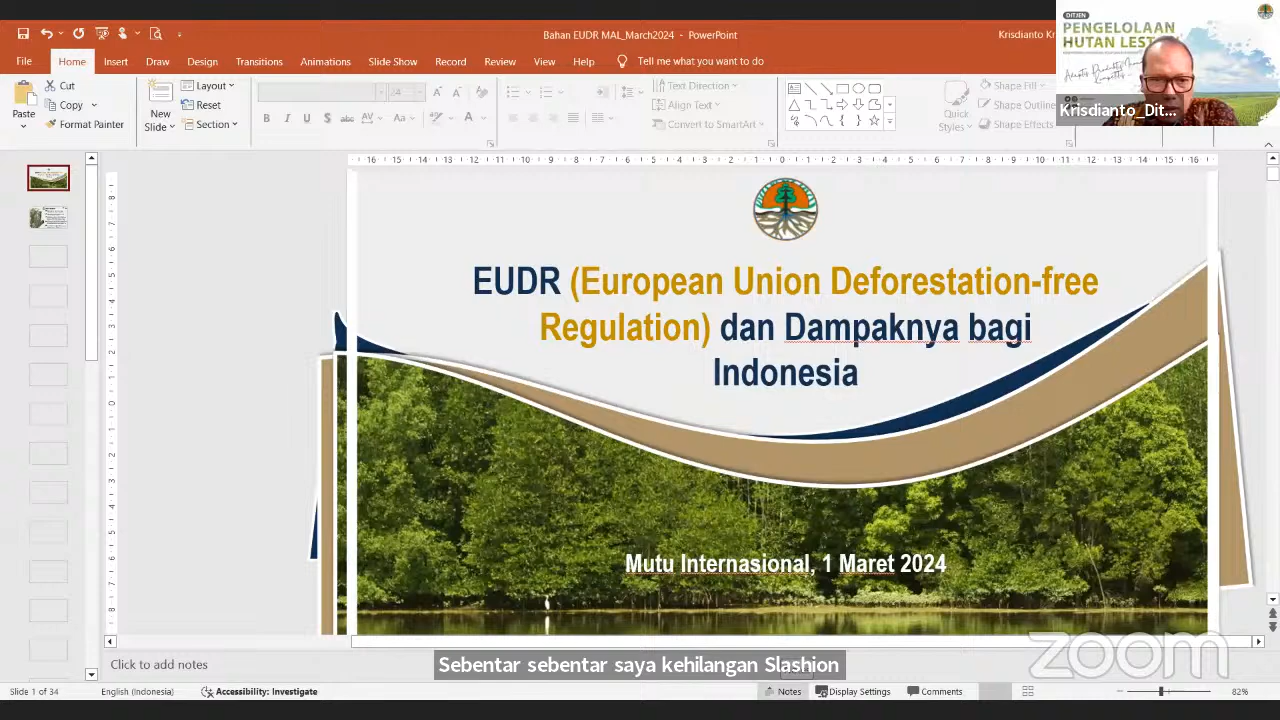 Bahan EUDR MAL_March2024 - PowerPoint
Krisdianto Kr
File Home Insert Draw Design Transitions Animations Slide Show Record Review View Help Tell me what you want to do
Paste
Cut
Copy
Format Painter
New
Slide
Layout
Reset
Section
Text Direction
Align Text
Convert to SmartArt
Quick
Styles
Shape Fill
Shape Outline
Shape Effects
DITJEN
PENGELOLAAN
HUTAN LEST
Krisdianto_Dit...
EUDR (European Union Deforestation-free
Regulation) dan Dampaknya bagi
Indonesia
Mutu Internasional, 1 Maret 2024
zoom
Click to add notes
Sebentar sebentar saya kehilangan Slashion
Slide 1 of 34 English (Indonesia) Accessibility: Investigate Notes Display Settings Comments 82%